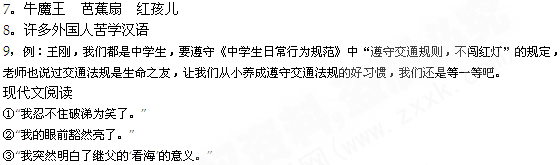 7。牛魔王　芭蕉扇　红孩儿
8。许多外国人苦学汉语
9，例：王刚，我们都是中学生，要遵守《中学生日常行为规范》中“遵守交通规则，不闯红灯”的规定，
老师也说过交通法规是生命之友，让我们从小养成遵守交通法规的好习惯，我们还是等一等吧。
现代文阅读
①“我忍不住破涕为笑了。”
②“我的眼前豁然亮了。”
③“我突然明白了继父的‘看海’的意义。”